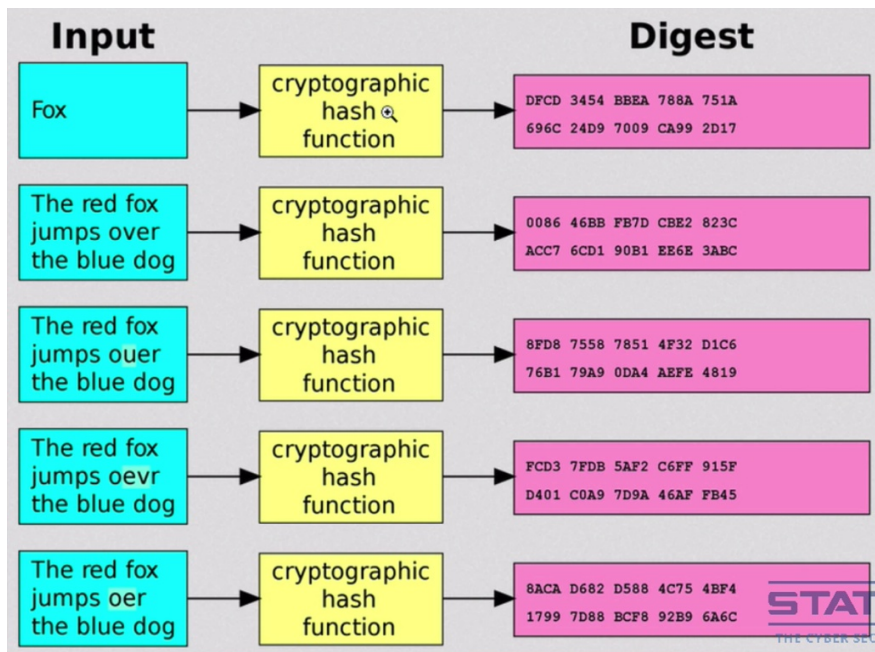 Input
Digest
Fox
cryptographic
hash
function
DFCD 3454 BBEA 788A 751A
696C 24D9 7009 CA99 2D17
The red fox
jumps over
the blue dog
cryptographic
hash
function
0086 46BB FB7D CBE2 823C
ACC7 6CD1 90B1 EE6E 3ABC
The red fox
jumps ouer
the blue dog
cryptographic
hash
function
8FD8 7558 7851 4F32 D1C6
76B1 79A9 0DA4 AEFE 4819
The red fox
jumps oevr
the blue dog
cryptographic
hash
function
FCD3 7FDB 5AF2 C6FF 915F
D401 C0A9 7D9A 46AF FB45
The red fox
jumps oer
the blue dog
cryptographic
hash
function
8ACA D682 D588 4C75 4BF4
1799 7D88 BCF8 92B9 6A6C
STAT
THE CYBER SEC